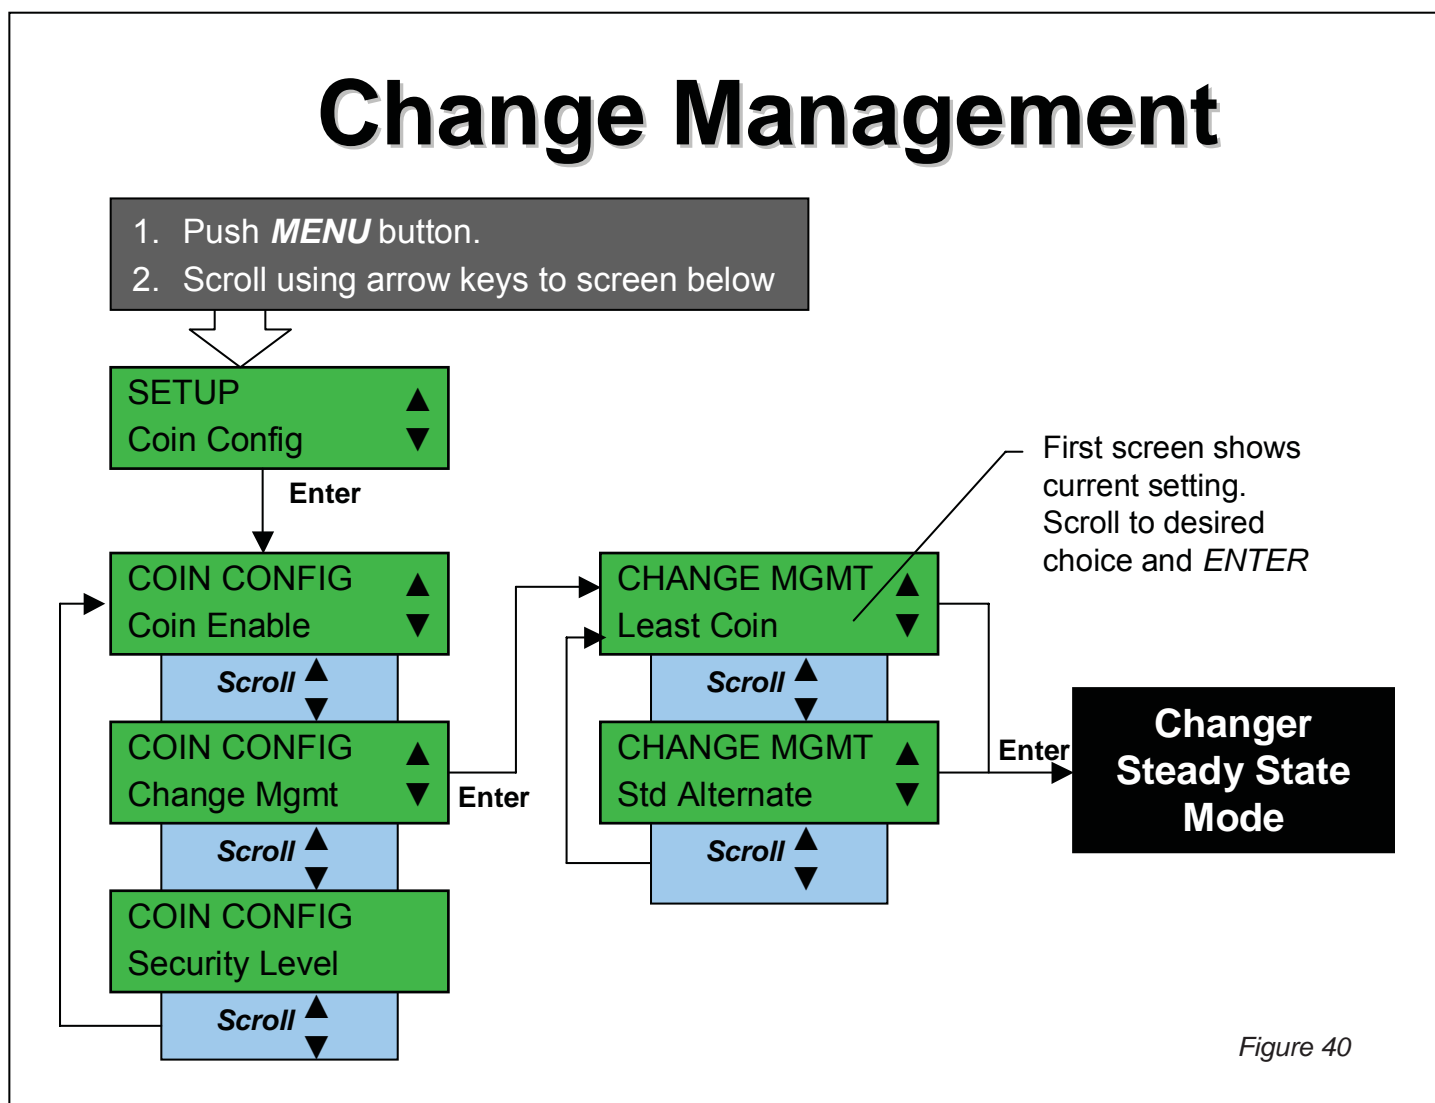 Change Management
1. Push MENU button.
2. Scroll using arrow keys to screen below
SETUP
Coin Config
Enter
COIN CONFIG
Coin Enable
Scroll
COIN CONFIG
Change Mgmt
Enter
Scroll
COIN CONFIG
Security Level
Scroll
First screen shows
current setting.
Scroll to desired
choice and ENTER
CHANGE MGMT
Least Coin
Scroll
CHANGE MGMT
Std Alternate
Scroll
Enter
Changer
Steady State
Mode
Figure 40